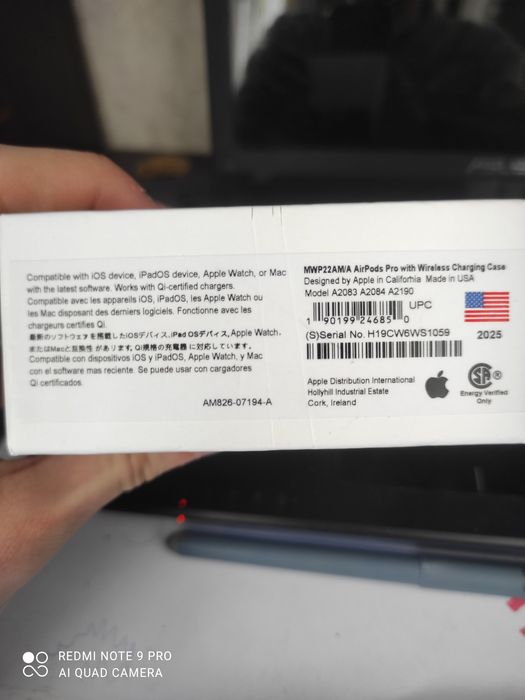 Compatible with iOS device, iPadOS device, Apple Watch, or Mac
with the latest software. Works with Qi-certified chargers.
Compatible avec les appareils iOS, iPadOS, les Apple Watch ou
les Mac disposant des derniers logiciels. Fonctionne avec les
chargeurs certifiés Qi.
最新のソフトウェアを搭載したiOSデバイス, iPad OSデバイス, Apple Watch,
またはMacと互換性 があります. Qi規格の充電器 に対応しています.
Compatible con dispositivos iOS y iPadOS, Apple Watch, y Mac
con el software mas reciente. Se puede usar con cargadores
Qi certificados.
AM826-07194-A
MWP22AM/A AirPods Pro with Wireless Charging Case
Designed by Apple in California Made in USA
Model A2083 A2084 A2190
UPC
1 90199 24685 0
(S)Serial No. H19CW6WS1059
2025
Apple Distribution International
Hollyhill Industrial Estate
Cork, Ireland
SA ®
Energy Verified
Only
REDMI NOTE 9 PRO
AI QUAD CAMERA